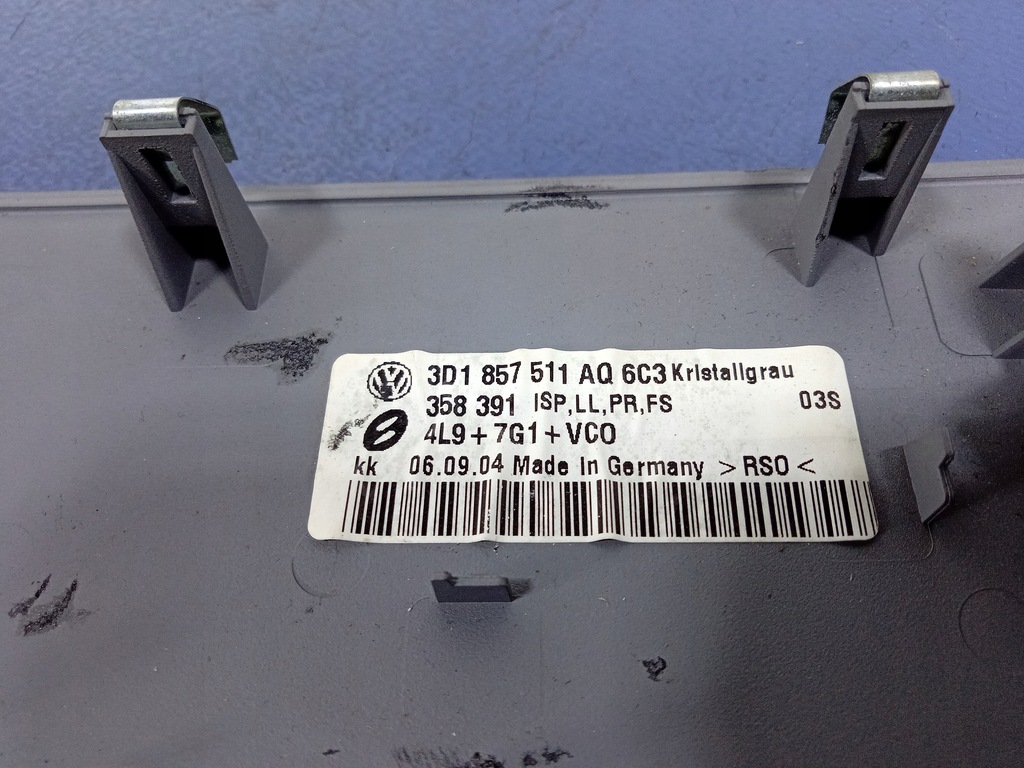 3D1 857 511 AQ 6C3 Kristallgrau
358 391 ISP,LL,PR,FS 03S
4L9+7G1+VCO
kk 06.09.04 Made in Germany >RSO<